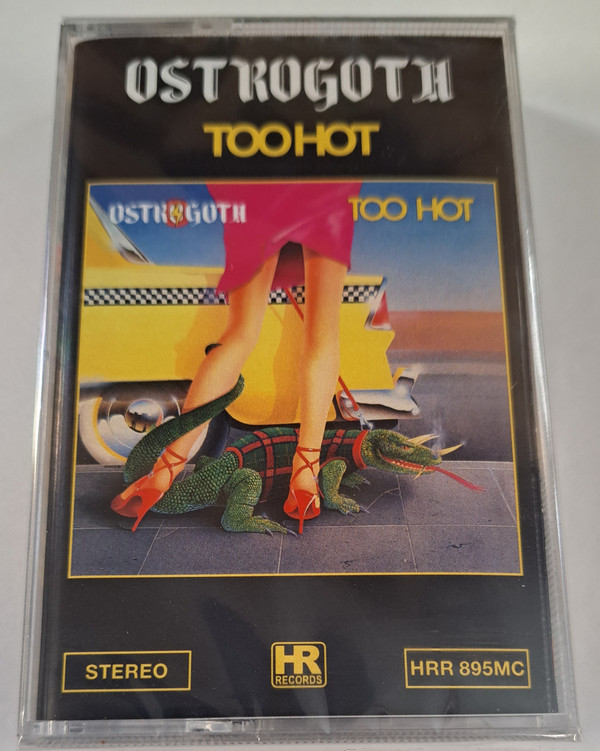 OSTROGOTH
TOO HOT
OSTROGOTH TOO HOT
STEREO
HR
RECORDS
HRR 895MC